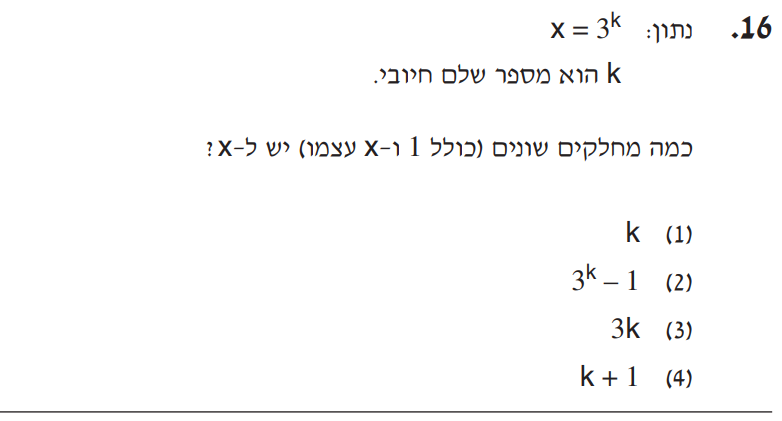 16. נתון: x = 3^k
k הוא מספר שלם חיובי.
כמה מחלקים שונים (כולל 1 ו-x עצמו) יש ל-x?
(1) k
(2) 3^k – 1
(3) 3k
(4) k + 1